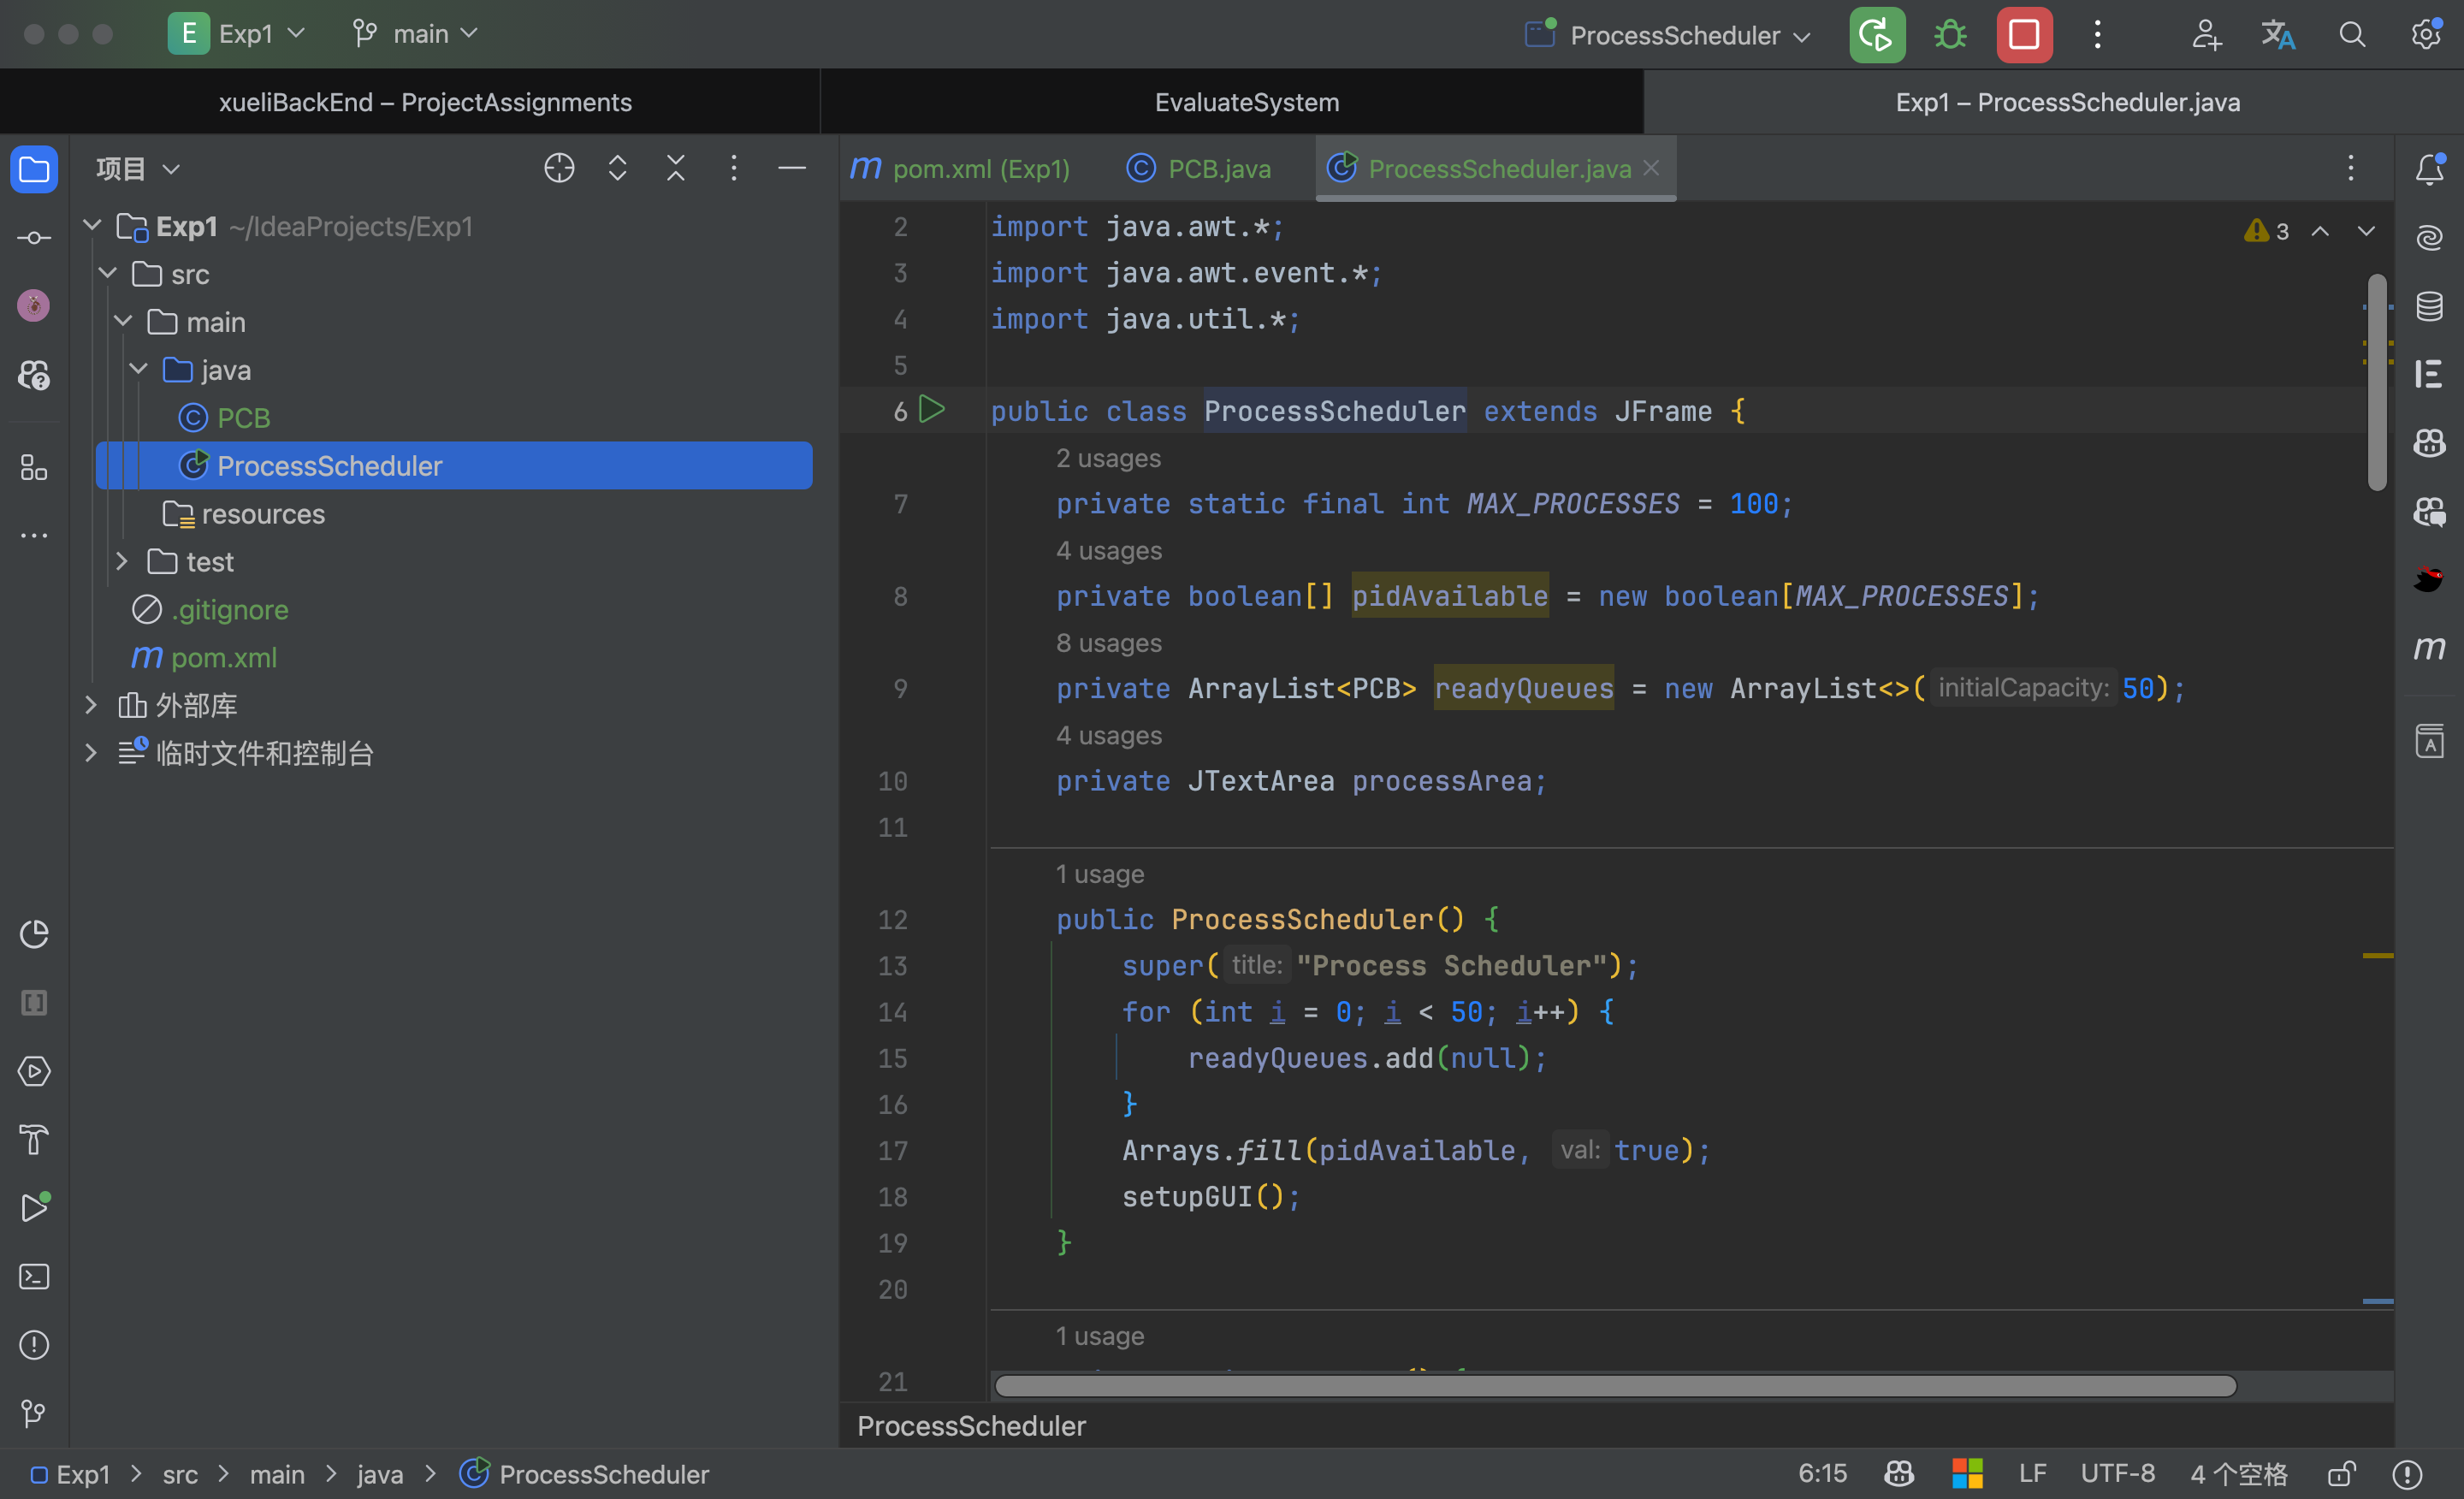 E Exp1 main ProcessScheduler
xueliBackEnd – ProjectAssignments EvaluateSystem Exp1 – ProcessScheduler.java
项目
Exp1 ~/IdeaProjects/Exp1
src
main
java
PCB
ProcessScheduler
resources
test
.gitignore
m pom.xml
外部库
临时文件和控制台
m pom.xml (Exp1) PCB.java ProcessScheduler.java
3
2 import java.awt.*;
3 import java.awt.event.*;
4 import java.util.*;
5
6 public class ProcessScheduler extends JFrame {
2 usages
7 private static final int MAX_PROCESSES = 100;
4 usages
8 private boolean[] pidAvailable = new boolean[MAX_PROCESSES];
8 usages
9 private ArrayList<PCB> readyQueues = new ArrayList<>( initialCapacity: 50);
4 usages
10 private JTextArea processArea;
11
1 usage
12 public ProcessScheduler() {
13 super( title: "Process Scheduler");
14 for (int i = 0; i < 50; i++) {
15 readyQueues.add(null);
16 }
17 Arrays.fill(pidAvailable, val: true);
18 setupGUI();
19 }
20
1 usage
21
ProcessScheduler
Exp1 > src > main > java > ProcessScheduler
6:15 LF UTF-8 4 个空格